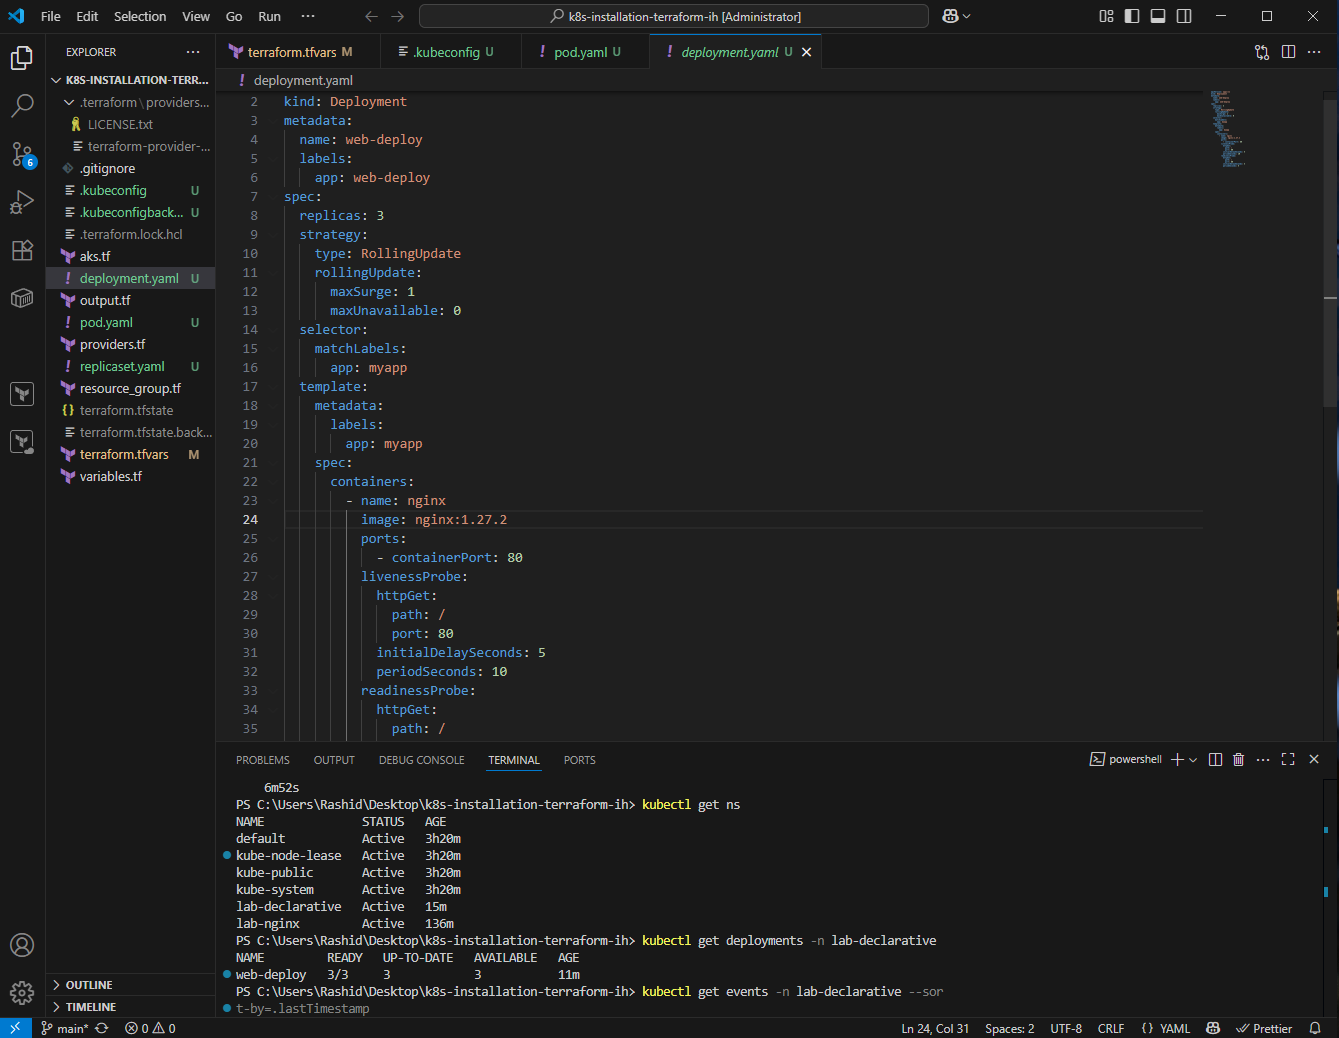 File Edit Selection View Go Run ···
k8s-installation-terraform-ih [Administrator]
EXPLORER ···
terraform.tfvars M
.kubeconfig U
pod.yaml U
deployment.yaml U
K8S-INSTALLATION-TERR...
.terraform\providers...
LICENSE.txt
terraform-provider-...
.gitignore
.kubeconfig U
.kubeconfigback... U
.terraform.lock.hcl
aks.tf
deployment.yaml U
output.tf
pod.yaml U
providers.tf
replicaset.yaml U
resource_group.tf
terraform.tfstate
terraform.tfstate.back...
terraform.tfvars M
variables.tf
OUTLINE
TIMELINE
6
deployment.yaml
2 kind: Deployment
3 metadata:
4   name: web-deploy
5   labels:
6     app: web-deploy
7 spec:
8   replicas: 3
9   strategy:
10     type: RollingUpdate
11     rollingUpdate:
12       maxSurge: 1
13       maxUnavailable: 0
14   selector:
15     matchLabels:
16       app: myapp
17   template:
18     metadata:
19       labels:
20         app: myapp
21     spec:
22       containers:
23         - name: nginx
24           image: nginx:1.27.2
25           ports:
26             - containerPort: 80
27           livenessProbe:
28             httpGet:
29               path: /
30               port: 80
31             initialDelaySeconds: 5
32             periodSeconds: 10
33           readinessProbe:
34             httpGet:
35               path: /
PROBLEMS OUTPUT DEBUG CONSOLE TERMINAL PORTS
powershell
6m52s
PS C:\Users\Rashid\Desktop\k8s-installation-terraform-ih> kubectl get ns
NAME STATUS AGE
default Active 3h20m
kube-node-lease Active 3h20m
kube-public Active 3h20m
kube-system Active 3h20m
lab-declarative Active 15m
lab-nginx Active 136m
PS C:\Users\Rashid\Desktop\k8s-installation-terraform-ih> kubectl get deployments -n lab-declarative
NAME READY UP-TO-DATE AVAILABLE AGE
web-deploy 3/3 3 3 11m
PS C:\Users\Rashid\Desktop\k8s-installation-terraform-ih> kubectl get events -n lab-declarative --sor
t-by=.lastTimestamp
main* 0 0
Ln 24, Col 31 Spaces: 2 UTF-8 CRLF {} YAML Prettier